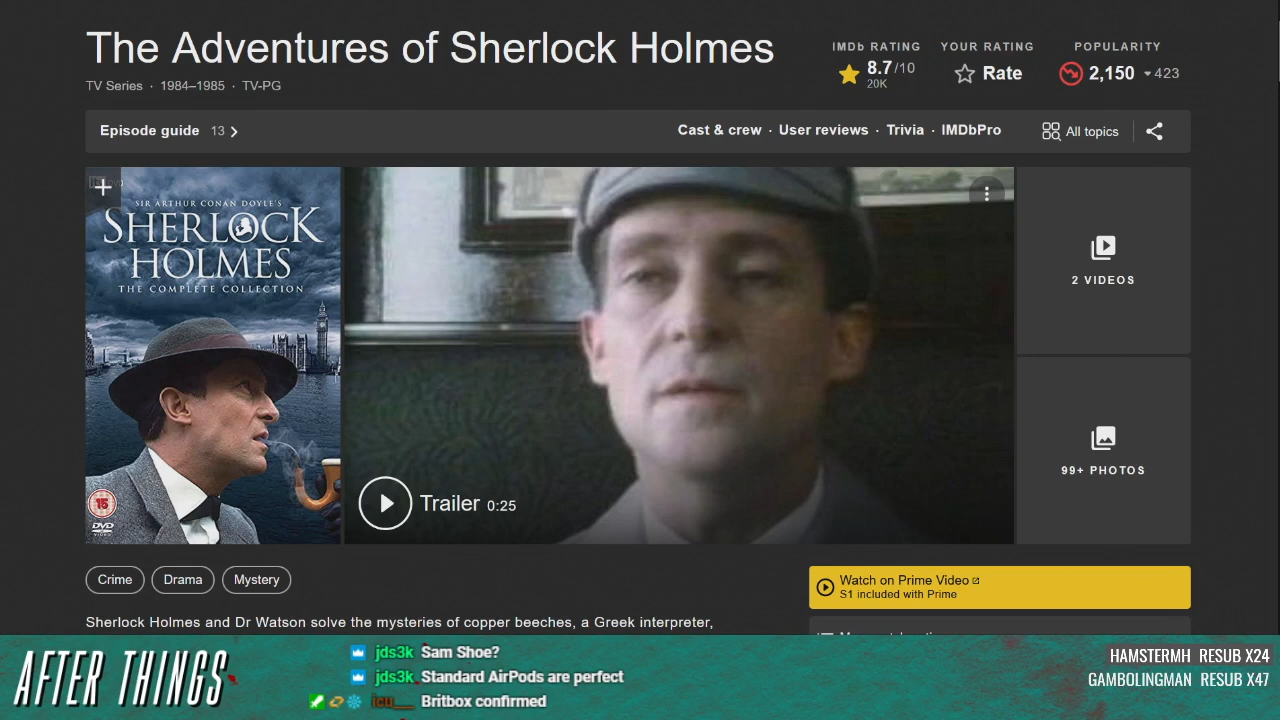 The Adventures of Sherlock Holmes
TV Series · 1984–1985 · TV-PG
IMDb RATING
8.7/10
20K
YOUR RATING
Rate
POPULARITY
2,150
423
Episode guide 13
Cast & crew · User reviews · Trivia · IMDbPro
All topics
SIR ARTHUR CONAN DOYLE'S
SHERLOCK
HOLMES
THE COMPLETE COLLECTION
15
DVD
VIDEO
Trailer 0:25
2 VIDEOS
99+ PHOTOS
Crime
Drama
Mystery
Watch on Prime Video
S1 included with Prime
Sherlock Holmes and Dr Watson solve the mysteries of copper beeches, a Greek interpreter,
AFTER THINGS
jds3k Sam Shoe?
jds3k Standard AirPods are perfect
icu__ Britbox confirmed
HAMSTERMH RESUB X24
GAMBOLINGMAN RESUB X47